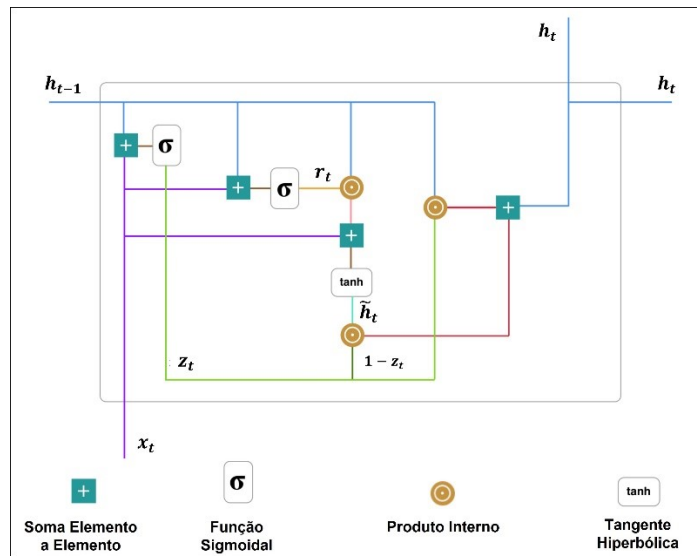 h_t
h_{t-1}
h_t
σ
σ
r_t
tanh
h̃_t
z_t
1 - z_t
x_t
σ
tanh
Soma Elemento
a Elemento
Função
Sigmoidal
Produto Interno
Tangente
Hiperbólica